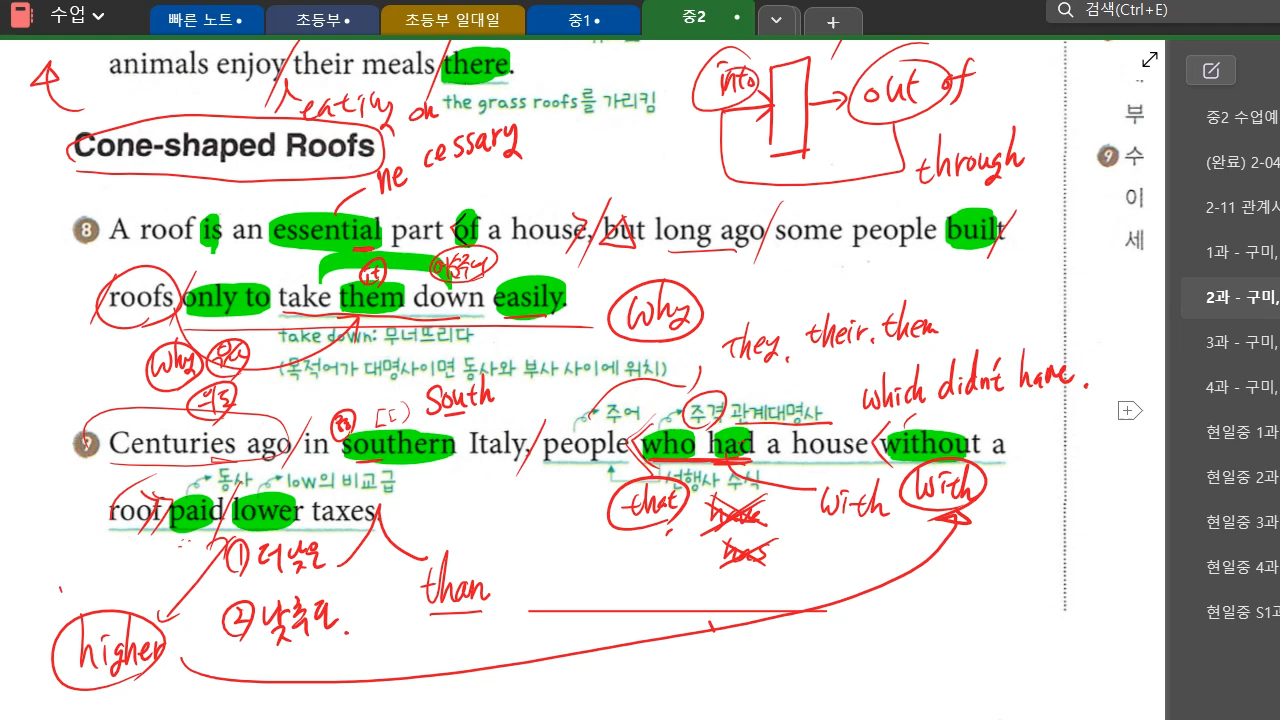 수업
빠른 노트
초등부
초등부 일대일
중1
중2
검색(Ctrl+E)
animals enjoy their meals there.
into
out of
eating on
the grass roofs를 가리킴
through
Cone-shaped Roofs
necessary
부
9 수
이
세
중2 수업예
(완료) 2-04
2-11 관계사
1과 - 구미,
2과 - 구미,
3과 - 구미,
4과 - 구미,
현일중 1과
현일중 2과
현일중 3과
현일중 4과
현일중 S1과
8 A roof is an essential part of a house, but long ago some people built
it
roofs only to take them down easily.
why
take down: 무너뜨리다
they, their, them
why
(목적어가 대명사이면 동사와 부사 사이에 위치)
which didn't have.
South
주어
주격 관계대명사
9 Centuries ago in southern Italy, people who had a house without a
동사
low의 비교급
선행사 수식
that
with
with
roof paid lower taxes.
have
has
① 더 낮은
than
② 낮추다.
higher